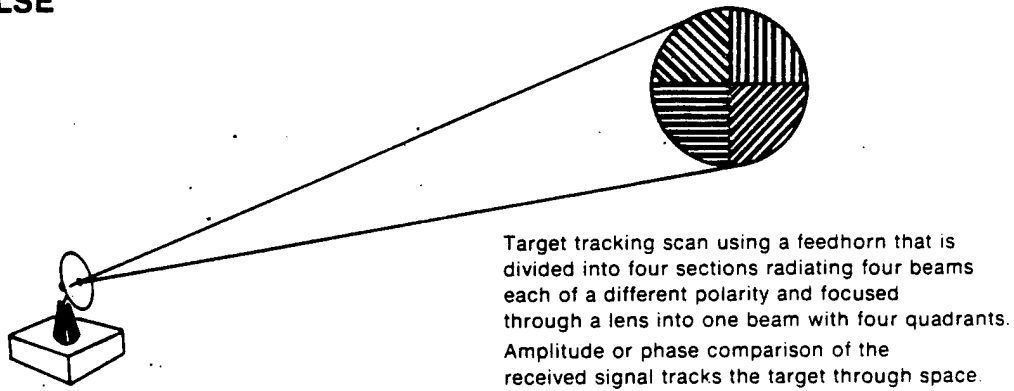 LSE
Target tracking scan using a feedhorn that is
divided into four sections radiating four beams
each of a different polarity and focused
through a lens into one beam with four quadrants.
Amplitude or phase comparison of the
received signal tracks the target through space.